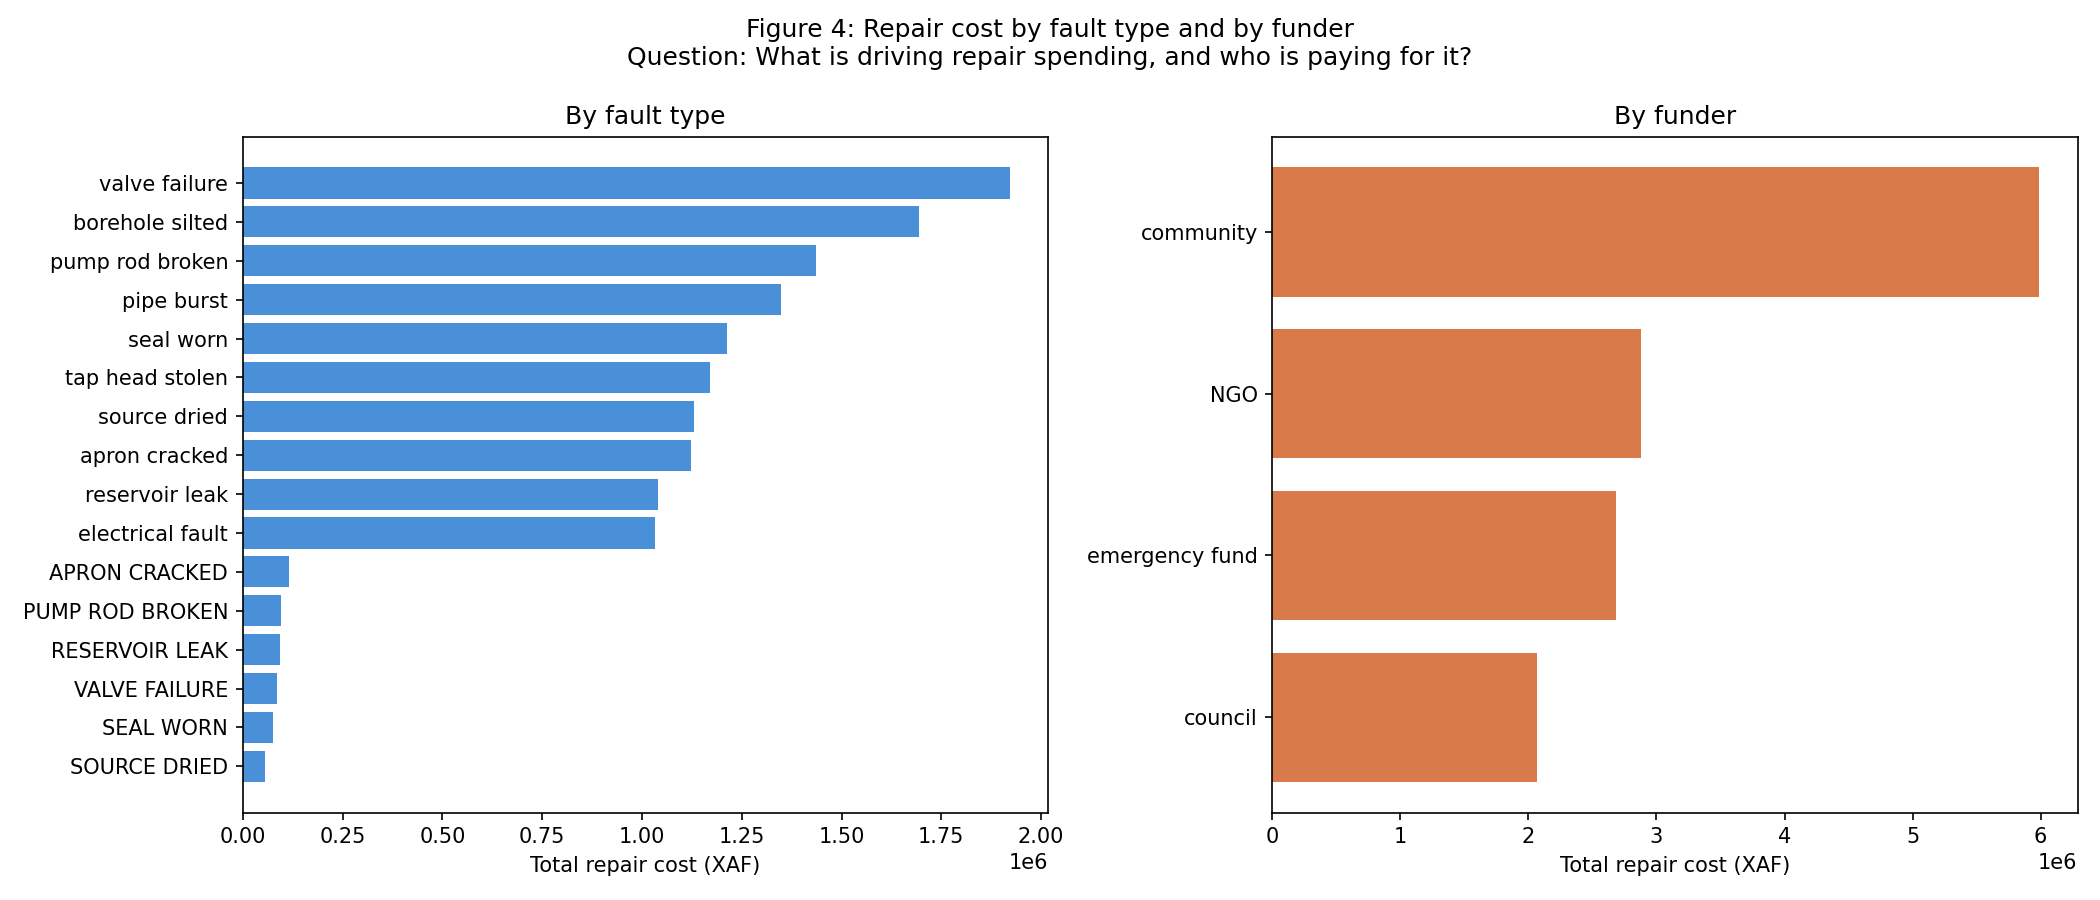 Figure 4: Repair cost by fault type and by funder
Question: What is driving repair spending, and who is paying for it?
By fault type
valve failure
borehole silted
pump rod broken
pipe burst
seal worn
tap head stolen
source dried
apron cracked
reservoir leak
electrical fault
APRON CRACKED
PUMP ROD BROKEN
RESERVOIR LEAK
VALVE FAILURE
SEAL WORN
SOURCE DRIED
0.00 0.25 0.50 0.75 1.00 1.25 1.50 1.75 2.00
1e6
Total repair cost (XAF)
By funder
community
NGO
emergency fund
council
0 1 2 3 4 5 6
1e6
Total repair cost (XAF)